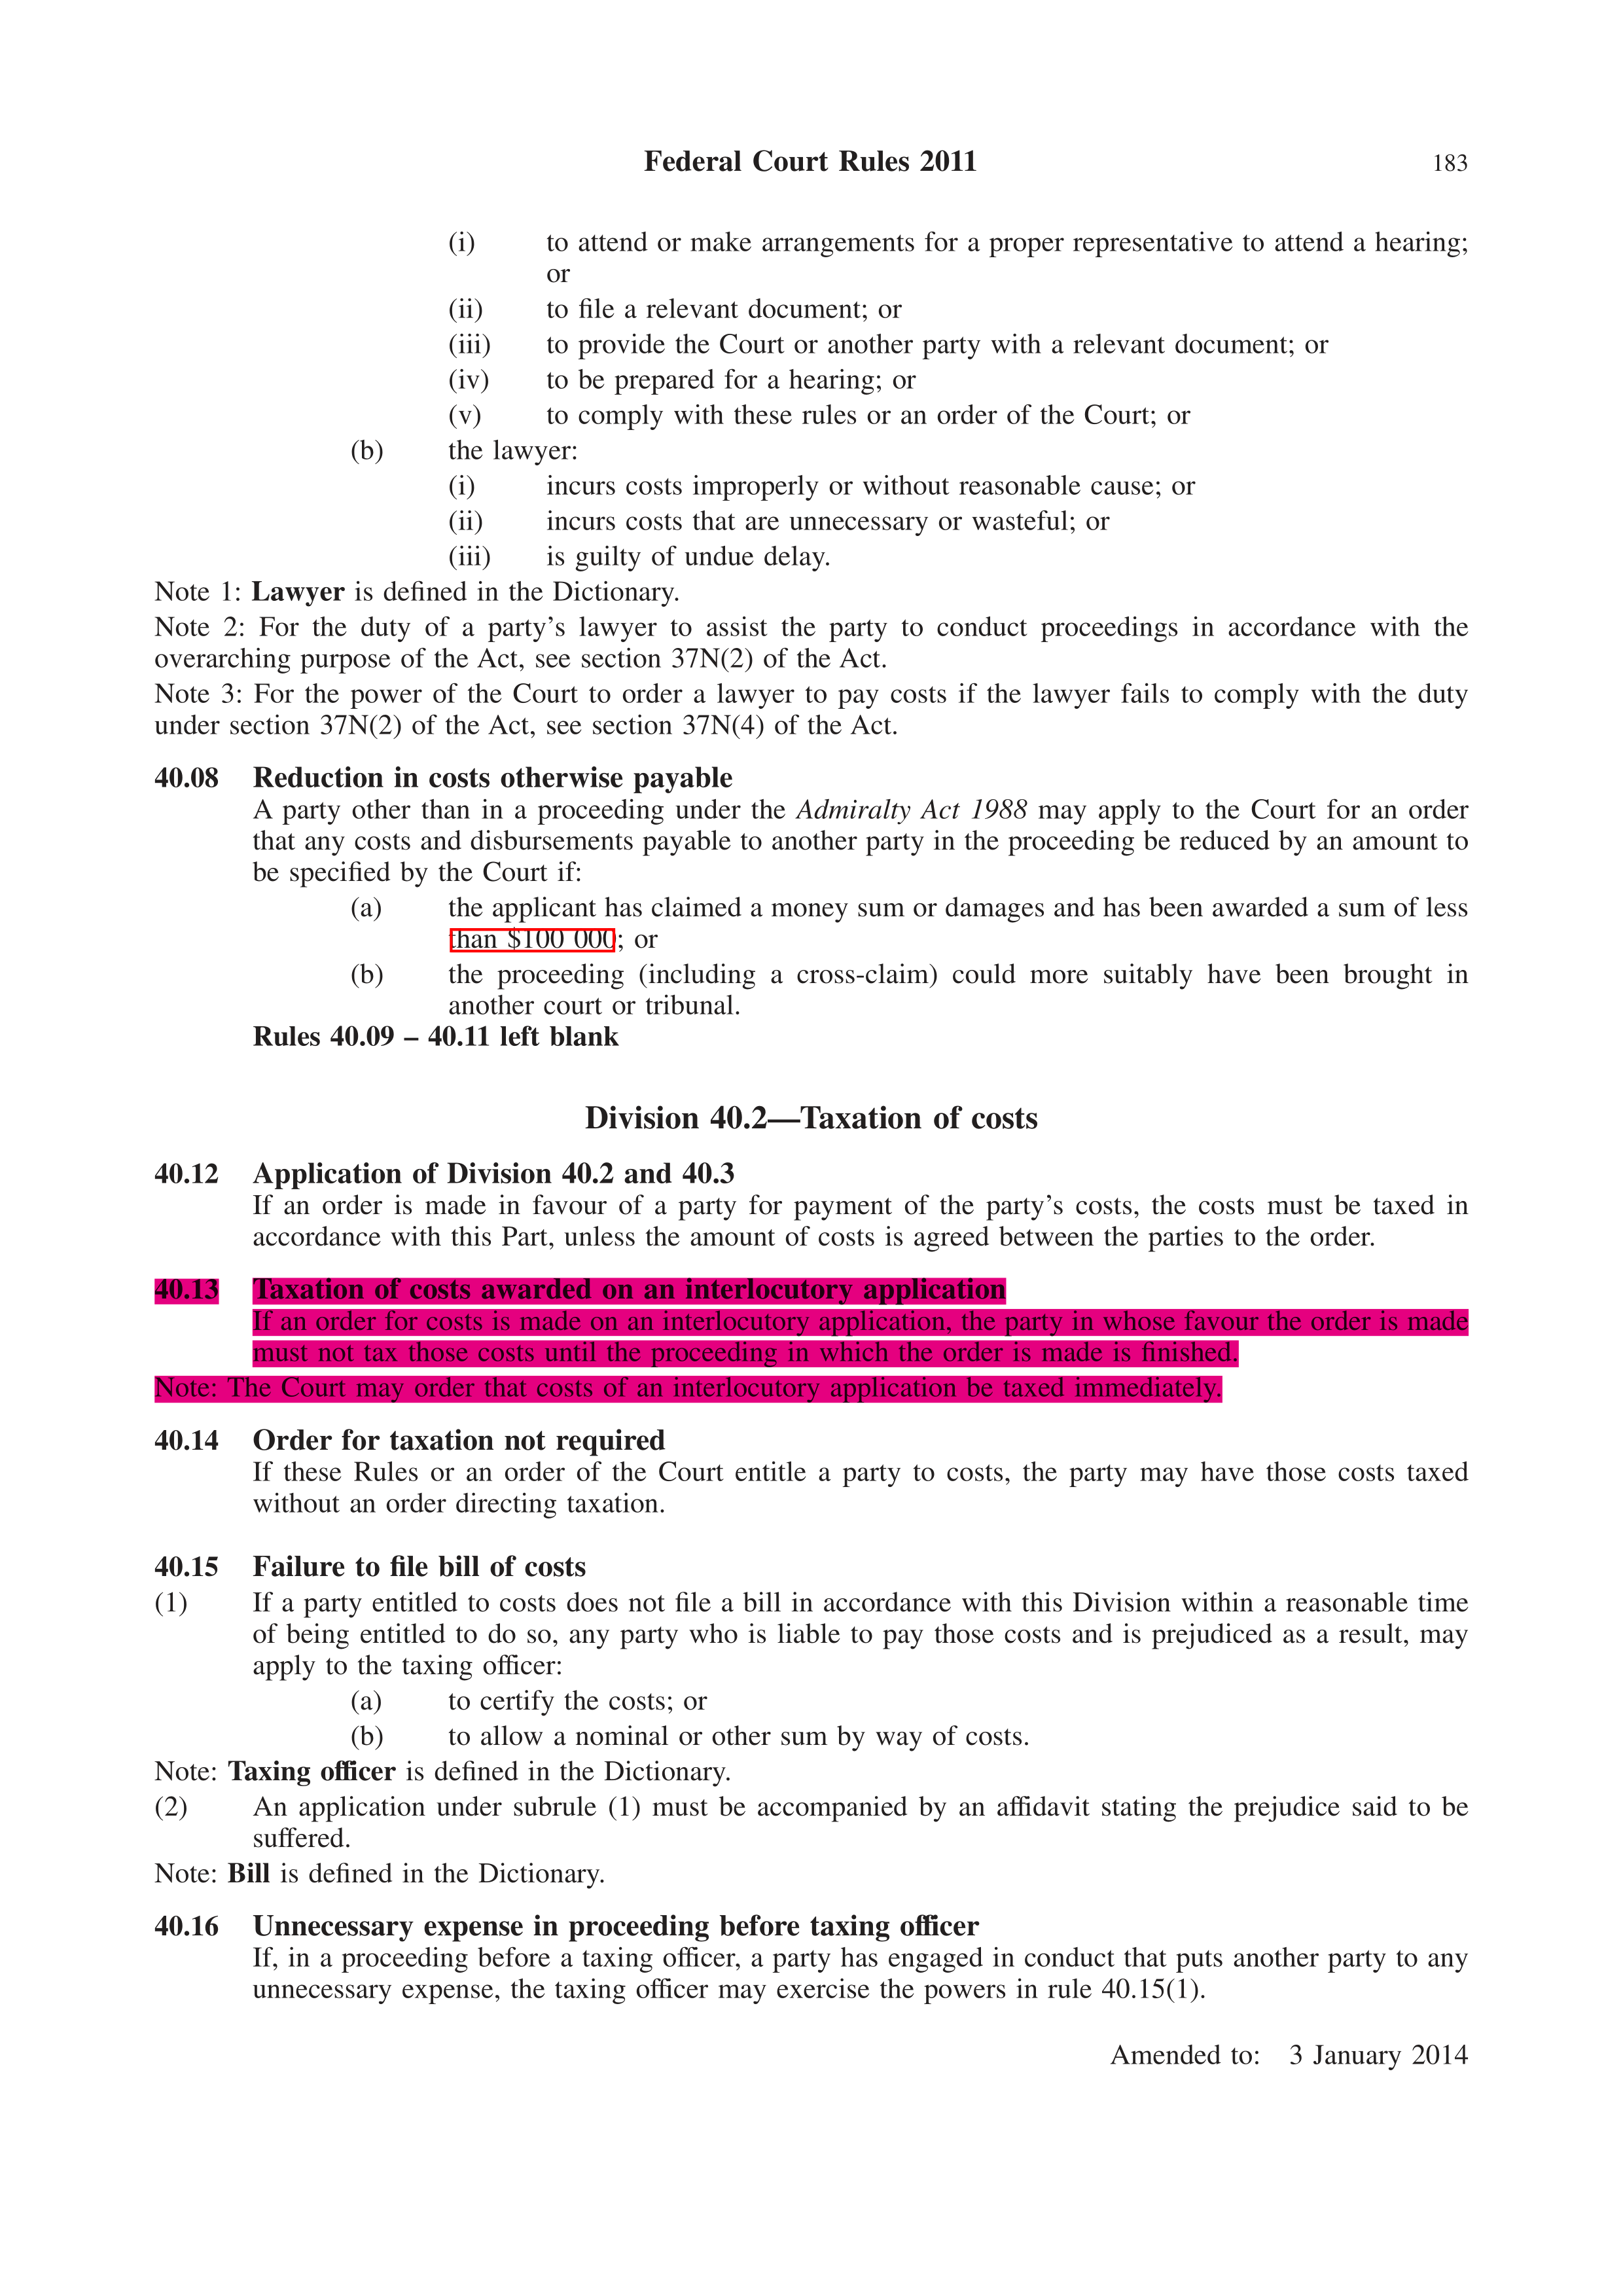 Federal Court Rules 2011 183
(i) to attend or make arrangements for a proper representative to attend a hearing;
or
(ii) to file a relevant document; or
(iii) to provide the Court or another party with a relevant document; or
(iv) to be prepared for a hearing; or
(v) to comply with these rules or an order of the Court; or
(b) the lawyer:
(i) incurs costs improperly or without reasonable cause; or
(ii) incurs costs that are unnecessary or wasteful; or
(iii) is guilty of undue delay.
Note 1: Lawyer is defined in the Dictionary.
Note 2: For the duty of a party's lawyer to assist the party to conduct proceedings in accordance with the
overarching purpose of the Act, see section 37N(2) of the Act.
Note 3: For the power of the Court to order a lawyer to pay costs if the lawyer fails to comply with the duty
under section 37N(2) of the Act, see section 37N(4) of the Act.
40.08 Reduction in costs otherwise payable
A party other than in a proceeding under the Admiralty Act 1988 may apply to the Court for an order
that any costs and disbursements payable to another party in the proceeding be reduced by an amount to
be specified by the Court if:
(a) the applicant has claimed a money sum or damages and has been awarded a sum of less
than $100 000; or
(b) the proceeding (including a cross-claim) could more suitably have been brought in
another court or tribunal.
Rules 40.09 – 40.11 left blank
Division 40.2—Taxation of costs
40.12 Application of Division 40.2 and 40.3
If an order is made in favour of a party for payment of the party's costs, the costs must be taxed in
accordance with this Part, unless the amount of costs is agreed between the parties to the order.
40.13 Taxation of costs awarded on an interlocutory application
If an order for costs is made on an interlocutory application, the party in whose favour the order is made
must not tax those costs until the proceeding in which the order is made is finished.
Note: The Court may order that costs of an interlocutory application be taxed immediately.
40.14 Order for taxation not required
If these Rules or an order of the Court entitle a party to costs, the party may have those costs taxed
without an order directing taxation.
40.15 Failure to file bill of costs
(1) If a party entitled to costs does not file a bill in accordance with this Division within a reasonable time
of being entitled to do so, any party who is liable to pay those costs and is prejudiced as a result, may
apply to the taxing officer:
(a) to certify the costs; or
(b) to allow a nominal or other sum by way of costs.
Note: Taxing officer is defined in the Dictionary.
(2) An application under subrule (1) must be accompanied by an affidavit stating the prejudice said to be
suffered.
Note: Bill is defined in the Dictionary.
40.16 Unnecessary expense in proceeding before taxing officer
If, in a proceeding before a taxing officer, a party has engaged in conduct that puts another party to any
unnecessary expense, the taxing officer may exercise the powers in rule 40.15(1).
Amended to: 3 January 2014